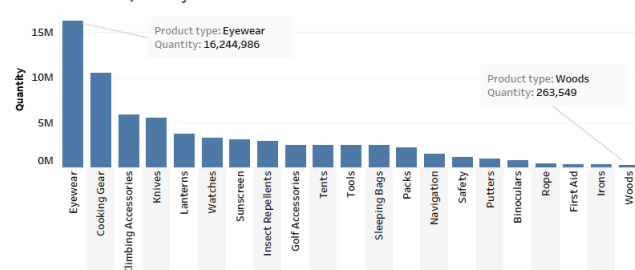 15M
Product type: Eyewear
Quantity: 16,244,986
10M
Product type: Woods
Quantity: 263,549
Quantity
5M
0M
Eyewear
Cooking Gear
Climbing Accessories
Knives
Lanterns
Watches
Sunscreen
Insect Repellents
Golf Accessories
Tents
Tools
Sleeping Bags
Packs
Navigation
Safety
Putters
Binoculars
Rope
First Aid
Irons
Woods